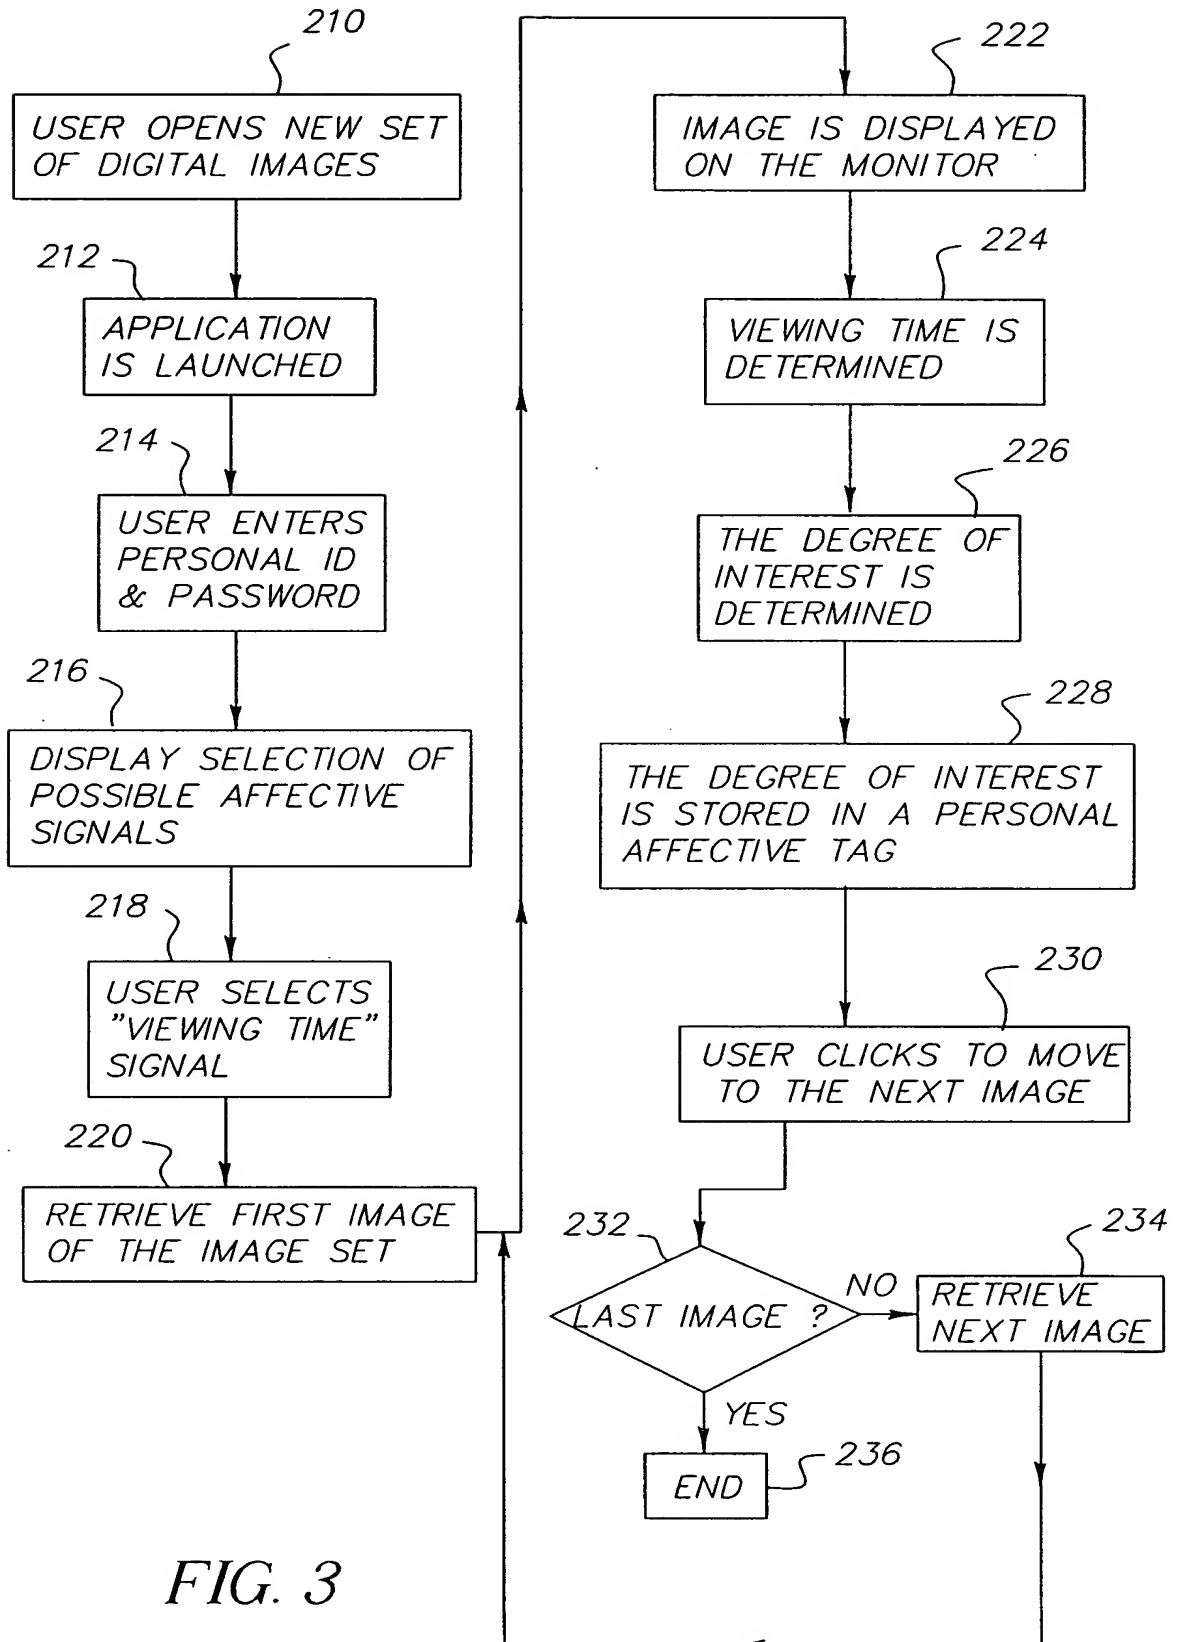 210
USER OPENS NEW SET
OF DIGITAL IMAGES
212
APPLICATION
IS LAUNCHED
214
USER ENTERS
PERSONAL ID
& PASSWORD
216
DISPLAY SELECTION OF
POSSIBLE AFFECTIVE
SIGNALS
218
USER SELECTS
"VIEWING TIME"
SIGNAL
220
RETRIEVE FIRST IMAGE
OF THE IMAGE SET
222
IMAGE IS DISPLAYED
ON THE MONITOR
224
VIEWING TIME IS
DETERMINED
226
THE DEGREE OF
INTEREST IS
DETERMINED
228
THE DEGREE OF INTEREST
IS STORED IN A PERSONAL
AFFECTIVE TAG
230
USER CLICKS TO MOVE
TO THE NEXT IMAGE
232
LAST IMAGE ?
NO
234
RETRIEVE
NEXT IMAGE
YES
END
236
FIG. 3